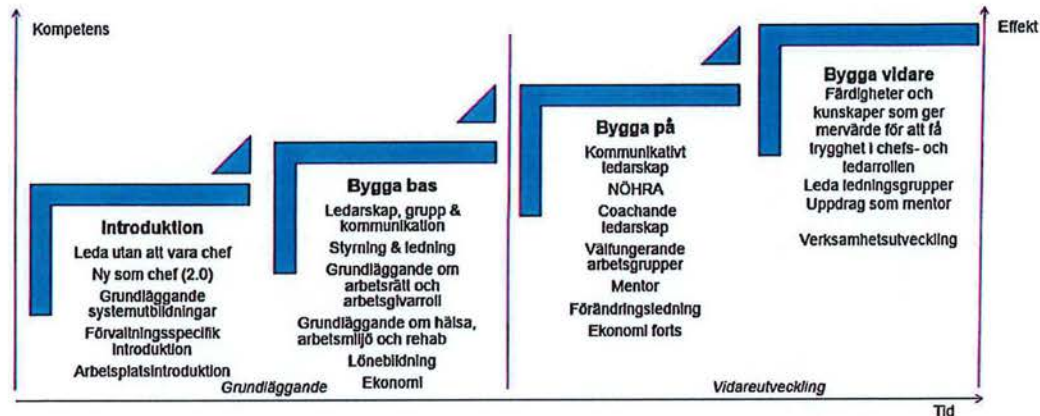 Kompetens
Effekt
Introduktion
Leda utan att vara chef
Ny som chef (2.0)
Grundläggande
systemutbildningar
Förvaltningsspecifik
introduktion
Arbetsplatsintroduktion
Bygga bas
Ledarskap, grupp &
kommunikation
Styrning & ledning
Grundläggande om
arbetsrätt och
arbetsgivarroll
Grundläggande om hälsa,
arbetsmiljö och rehab
Lönebildning
Ekonomi
Grundläggande
Bygga på
Kommunikativt
ledarskap
NÖHRA
Coachande
ledarskap
Välfungerande
arbetsgrupper
Mentor
Förändringsledning
Ekonomi forts
Bygga vidare
Färdigheter och
kunskaper som ger
mervärde för att få
trygghet i chefs- och
ledarrollen
Leda ledningsgrupper
Uppdrag som mentor
Verksamhetsutveckling
Vidareutveckling
Tid